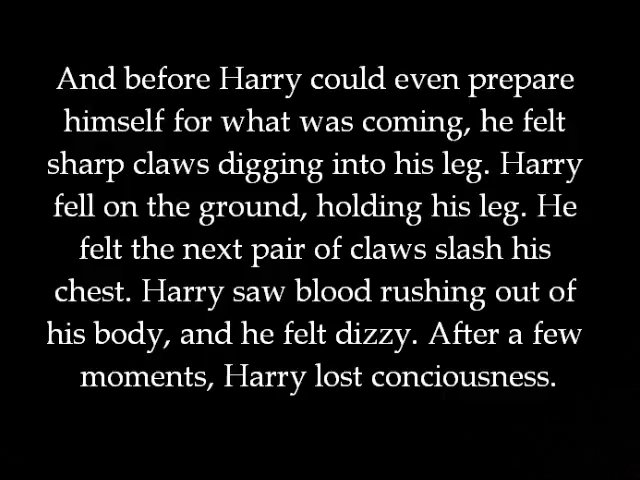 And before Harry could even prepare
himself for what was coming, he felt
sharp claws digging into his leg. Harry
fell on the ground, holding his leg. He
felt the next pair of claws slash his
chest. Harry saw blood rushing out of
his body, and he felt dizzy. After a few
moments, Harry lost conciousness.